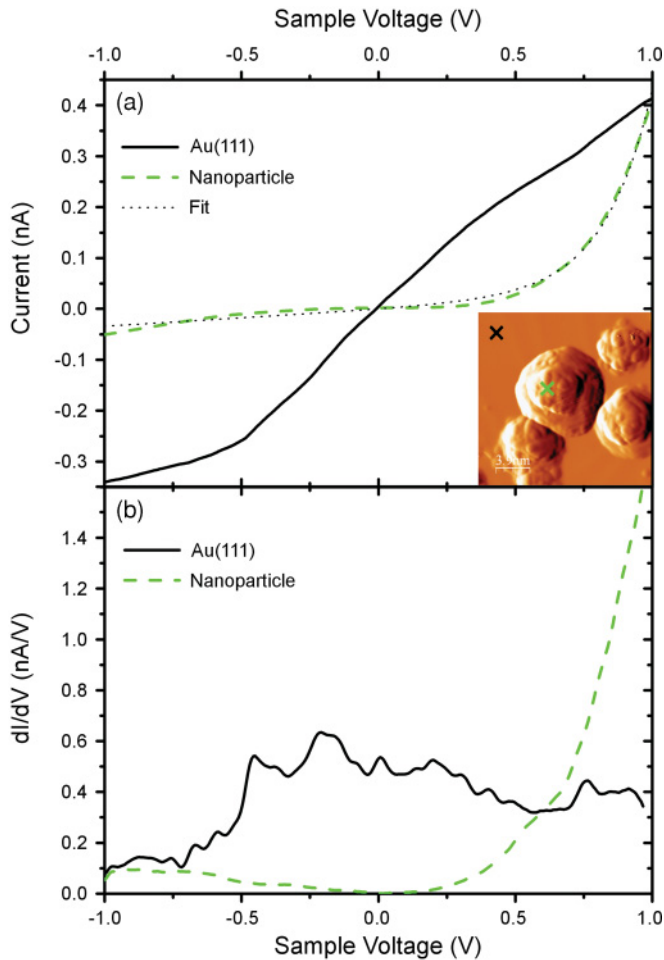 Sample Voltage (V)
-1.0 -0.5 0.0 0.5 1.0
(a)
Au(111)
Nanoparticle
Fit
Current (nA)
0.4
0.3
0.2
0.1
0.0
-0.1
-0.2
-0.3
3.9nm
(b)
Au(111)
Nanoparticle
dI/dV (nA/V)
1.4
1.2
1.0
0.8
0.6
0.4
0.2
0.0
-1.0 -0.5 0.0 0.5 1.0
Sample Voltage (V)